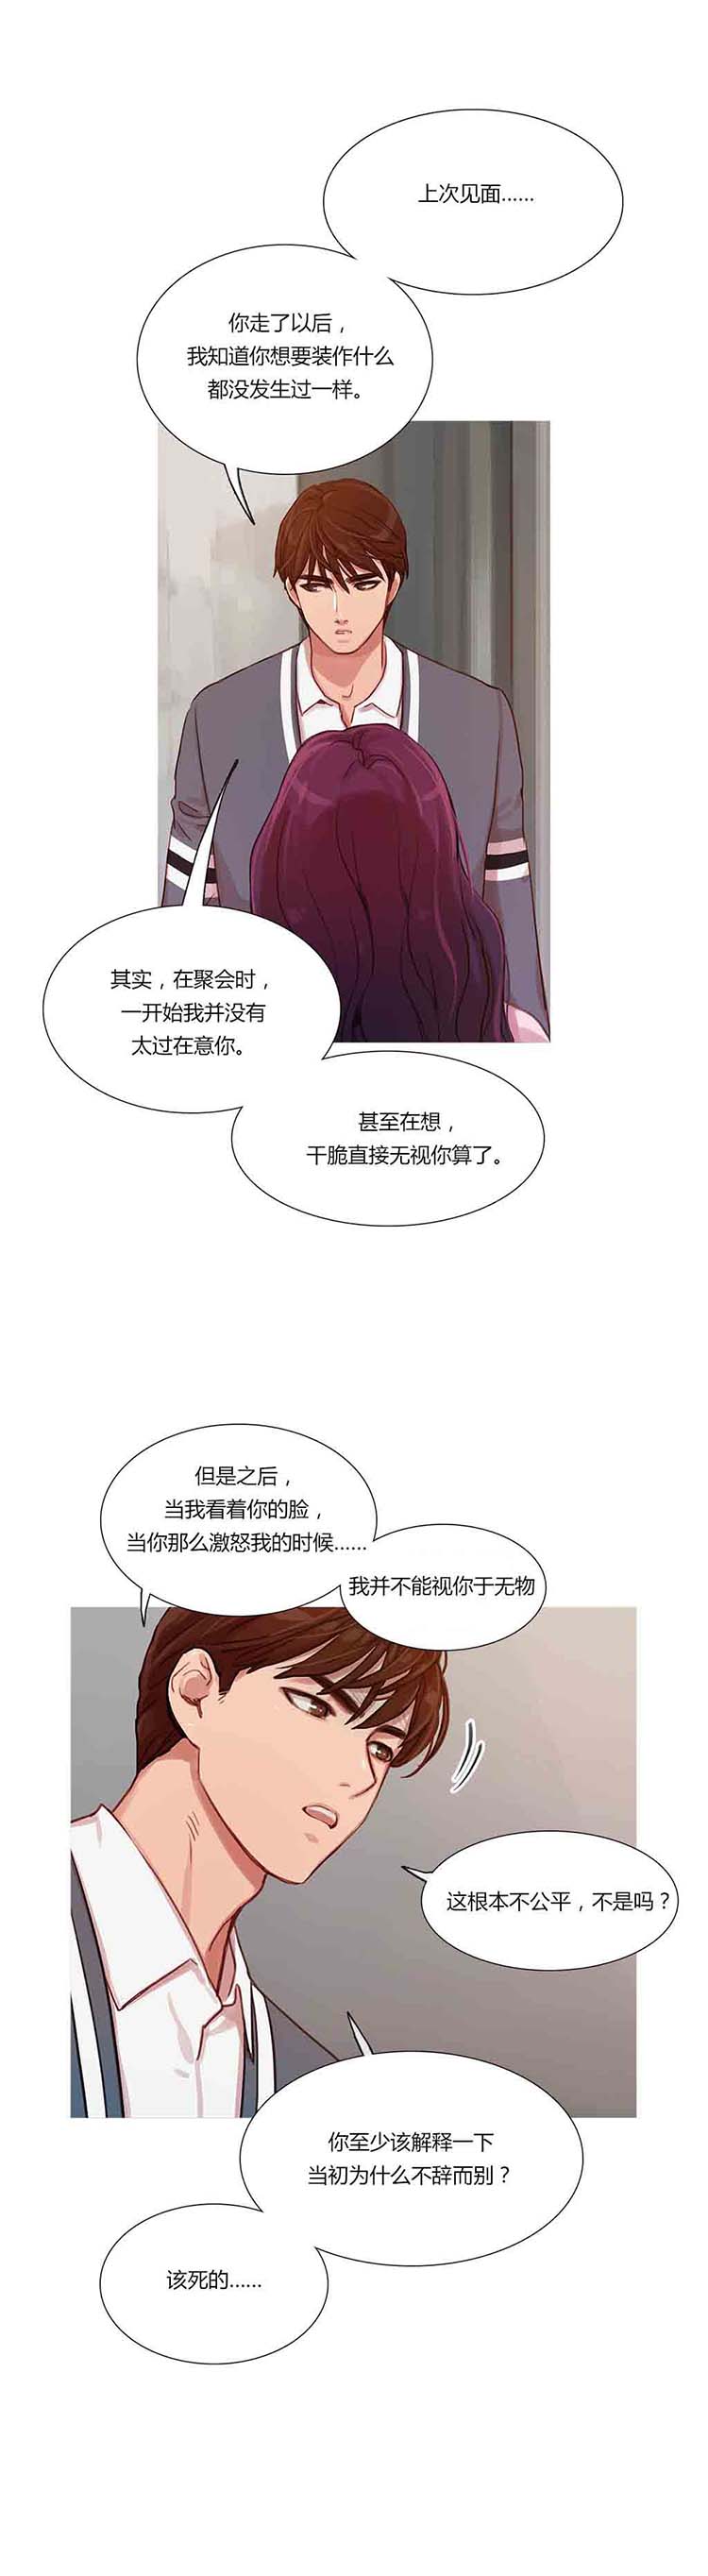 上次见面……
你走了以后，
我知道你想要装作什么
都没发生过一样。
其实，在聚会时，
一开始我并没有
太过在意你。
甚至在想，
干脆直接无视你算了。
但是之后，
当我看着你的脸，
当你那么激怒我的时候……
我并不能视你于无物
这根本不公平，不是吗？
你至少该解释一下
当初为什么不辞而别？
该死的……